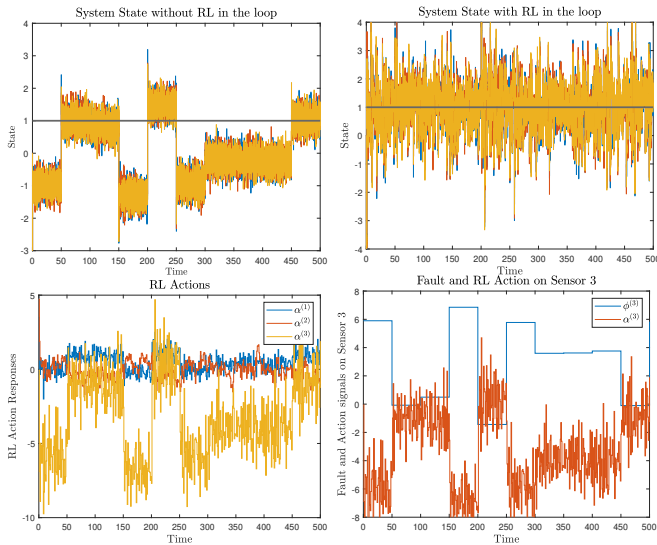 System State without RL in the loop
4
3
2
1
0
-1
-2
-3
State
0 50 100 150 200 250 300 350 400 450 500
Time
System State with RL in the loop
4
3
2
1
0
-1
-2
-3
-4
State
0 50 100 150 200 250 300 350 400 450 500
Time
RL Actions
5
0
-5
-10
RL Action Responses
α(1)
α(2)
α(3)
0 50 100 150 200 250 300 350 400 450 500
Time
Fault and RL Action on Sensor 3
8
6
4
2
0
-2
-4
-6
-8
Fault and Action signals on Sensor 3
ϕ(3)
α(3)
0 50 100 150 200 250 300 350 400 450 500
Time